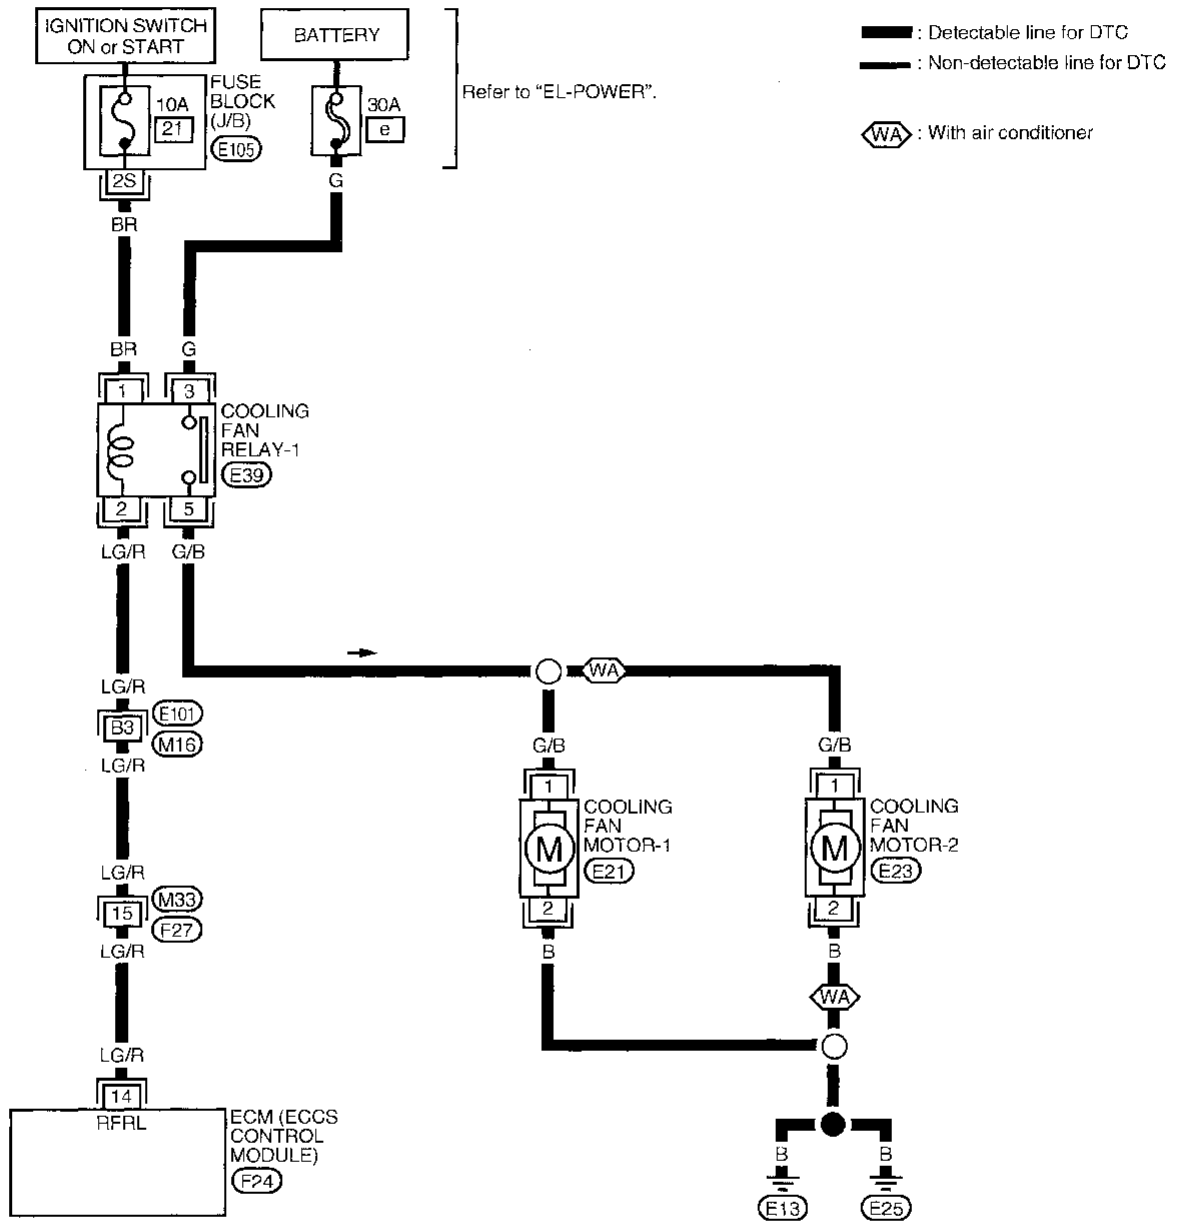 IGNITION SWITCH
ON or START
BATTERY
Refer to "EL-POWER".
: Detectable line for DTC
: Non-detectable line for DTC
WA : With air conditioner
10A
21
FUSE
BLOCK
(J/B)
E105
30A
e
2S
G
BR
BR
G
1
3
COOLING
FAN
RELAY-1
E39
2
5
LG/R
G/B
WA
LG/R
B3
E101
M16
LG/R
G/B
G/B
1
COOLING
FAN
MOTOR-1
M
E21
2
1
COOLING
FAN
MOTOR-2
M
E23
2
LG/R
15
M33
F27
LG/R
B
B
WA
LG/R
14
RFRL
ECM (ECCS
CONTROL
MODULE)
F24
B
B
E13
E25